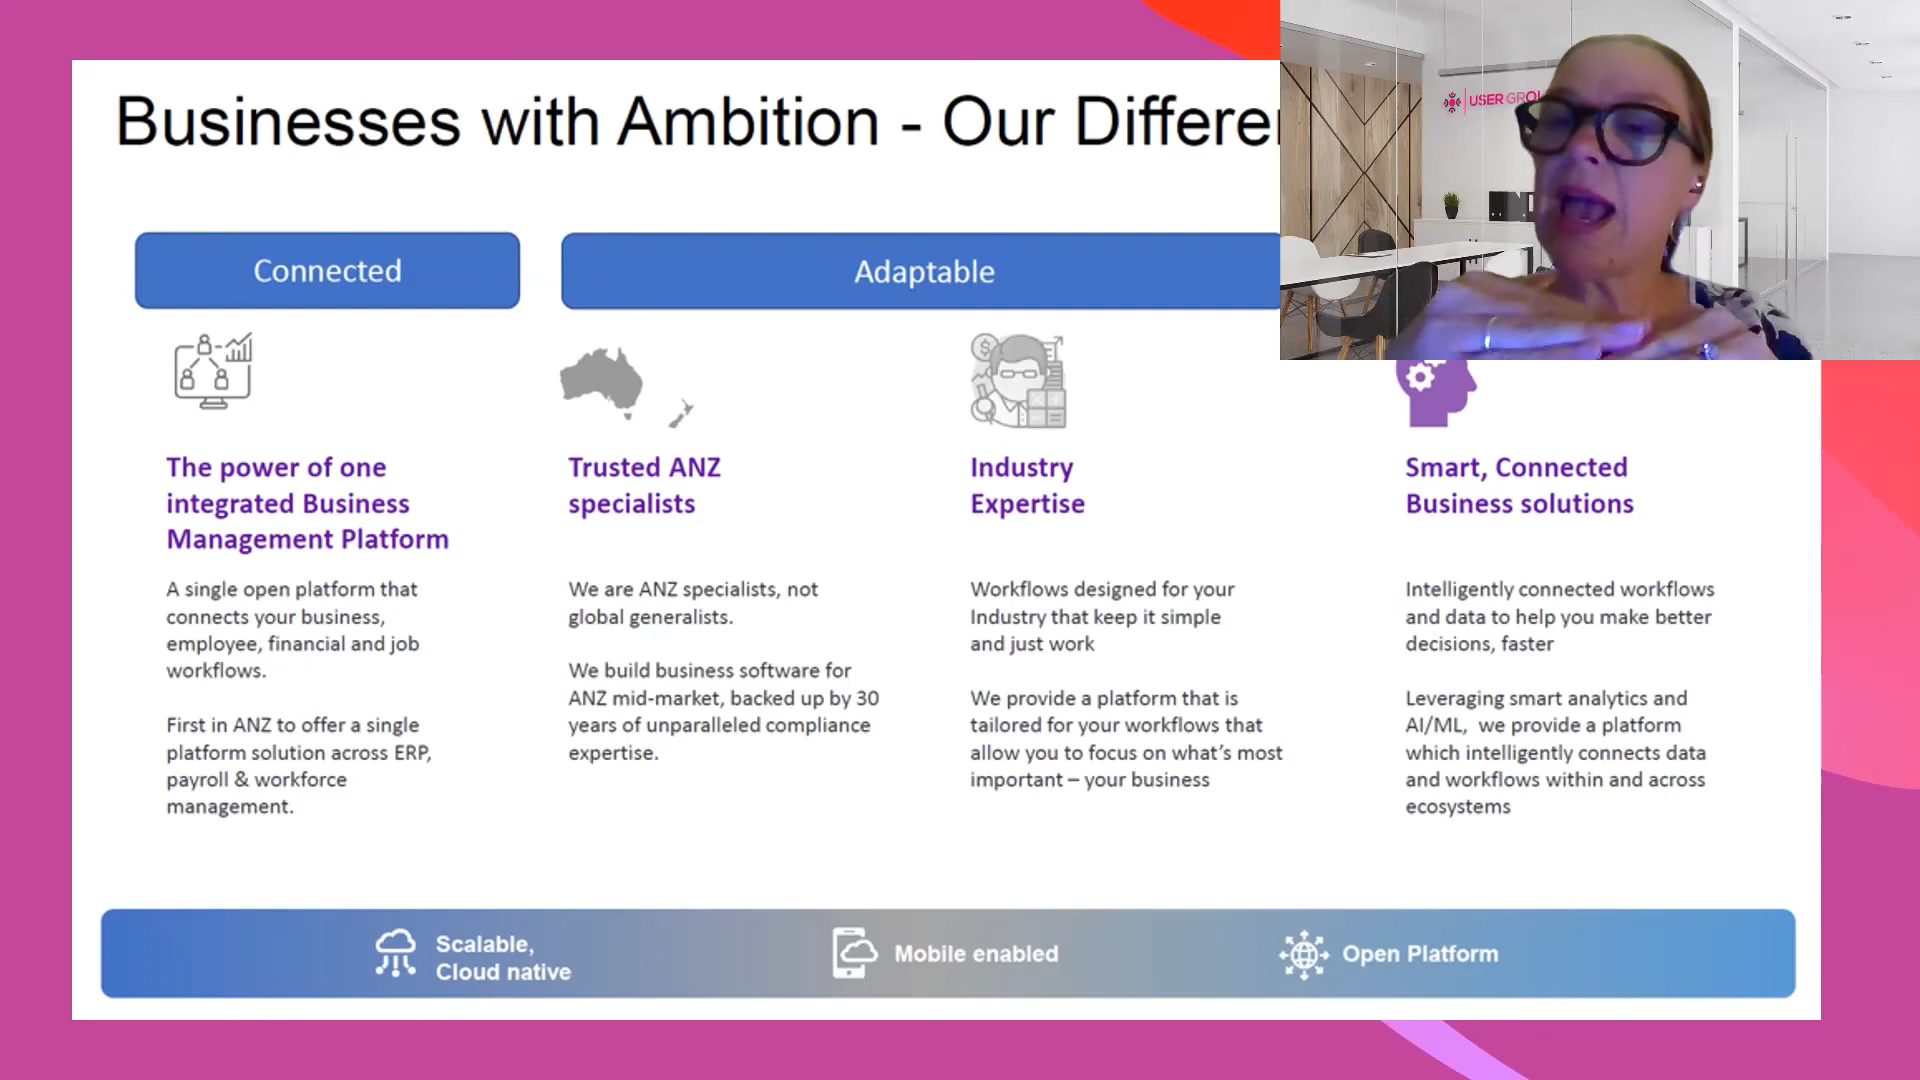 Businesses with Ambition - Our
USER
Connected
Adaptable
The power of one
integrated Business
Management Platform
A single open platform that
connects your business,
employee, financial and job
workflows.
First in ANZ to offer a single
platform solution across ERP,
payroll & workforce
management.
Trusted ANZ
specialists
We are ANZ specialists, not
global generalists.
We build business software for
ANZ mid-market, backed up by 30
years of unparalleled compliance
expertise.
Industry
Expertise
Workflows designed for your
Industry that keep it simple
and just work
We provide a platform that is
tailored for your workflows that
allow you to focus on what’s most
important – your business
Smart, Connected
Business solutions
Intelligently connected workflows
and data to help you make better
decisions, faster
Leveraging smart analytics and
AI/ML, we provide a platform
which intelligently connects data
and workflows within and across
ecosystems
Scalable,
Cloud native
Mobile enabled
Open Platform